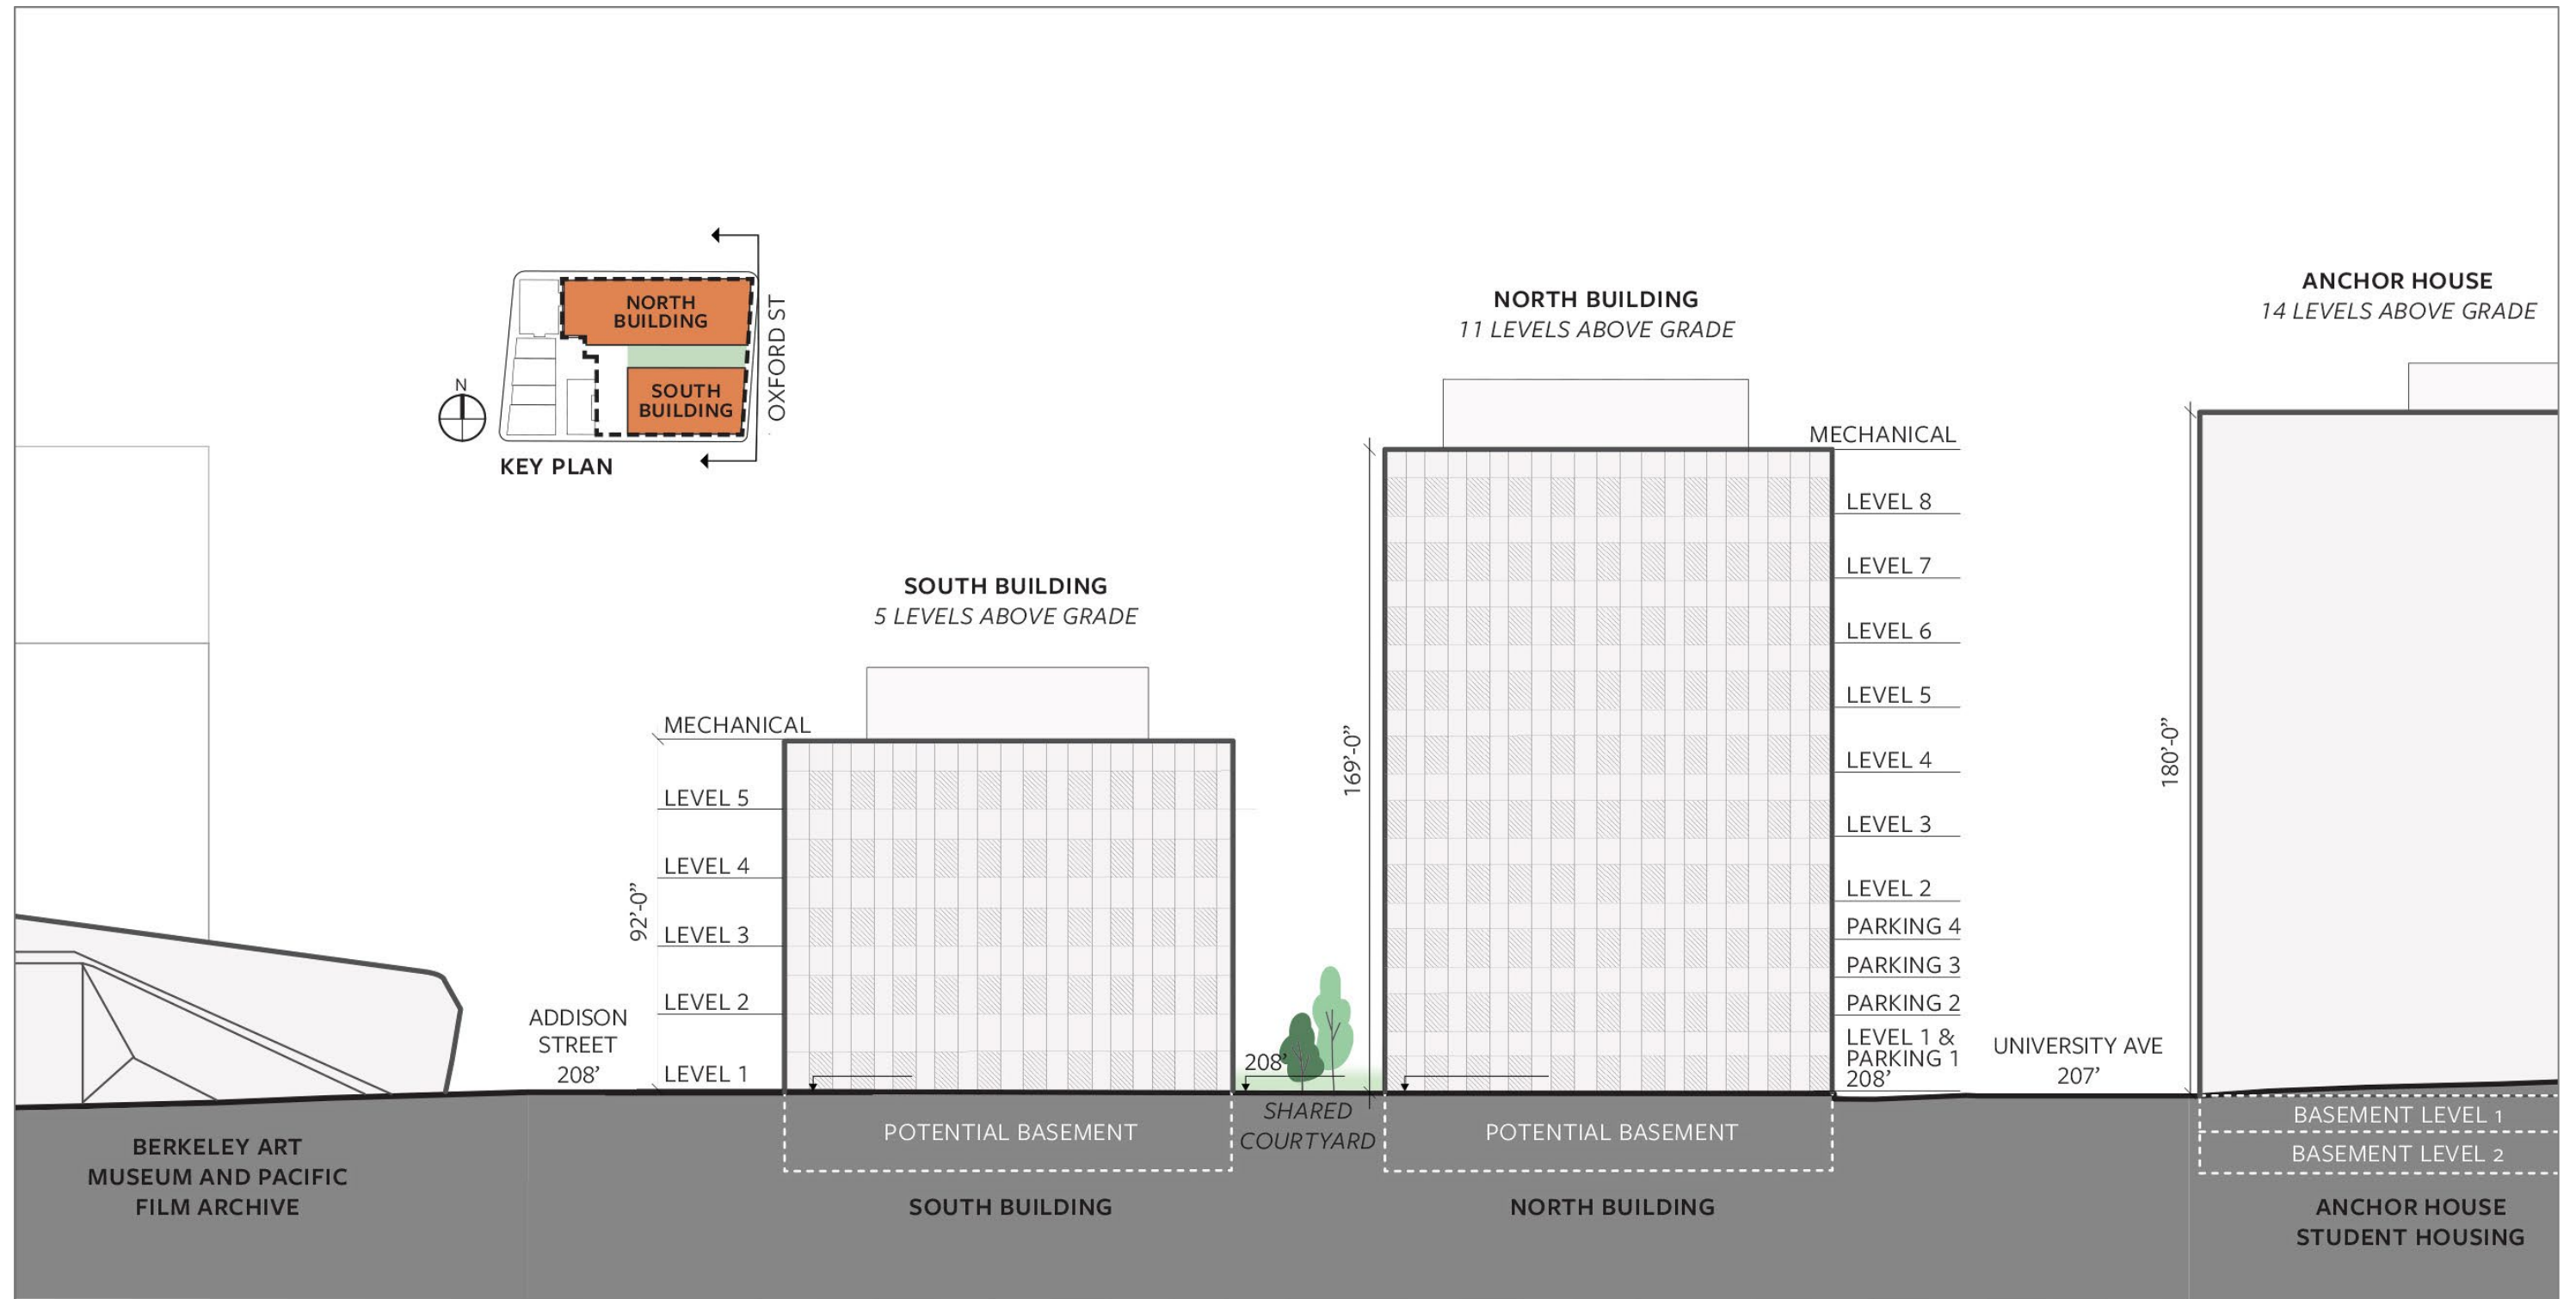 NORTH
BUILDING
SOUTH
BUILDING
OXFORD ST
N
KEY PLAN
SOUTH BUILDING
5 LEVELS ABOVE GRADE
NORTH BUILDING
11 LEVELS ABOVE GRADE
ANCHOR HOUSE
14 LEVELS ABOVE GRADE
MECHANICAL
LEVEL 5
LEVEL 4
LEVEL 3
LEVEL 2
LEVEL 1
92'-0"
ADDISON
STREET
208'
208'
SHARED
COURTYARD
169'-0"
MECHANICAL
LEVEL 8
LEVEL 7
LEVEL 6
LEVEL 5
LEVEL 4
LEVEL 3
LEVEL 2
PARKING 4
PARKING 3
PARKING 2
LEVEL 1 &
PARKING 1
208'
UNIVERSITY AVE
207'
180'-0"
POTENTIAL BASEMENT
POTENTIAL BASEMENT
BASEMENT LEVEL 1
BASEMENT LEVEL 2
BERKELEY ART
MUSEUM AND PACIFIC
FILM ARCHIVE
SOUTH BUILDING
NORTH BUILDING
ANCHOR HOUSE
STUDENT HOUSING